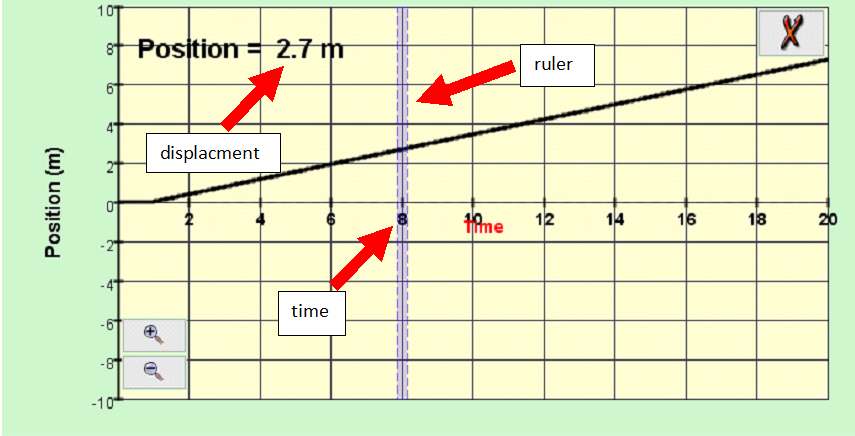 Position = 2.7 m
ruler
displacment
time
Position (m)
10
8
6
4
2
0
-2
-4
-6
-8
-10
2 4 6 8 10 12 14 16 18 20
Time